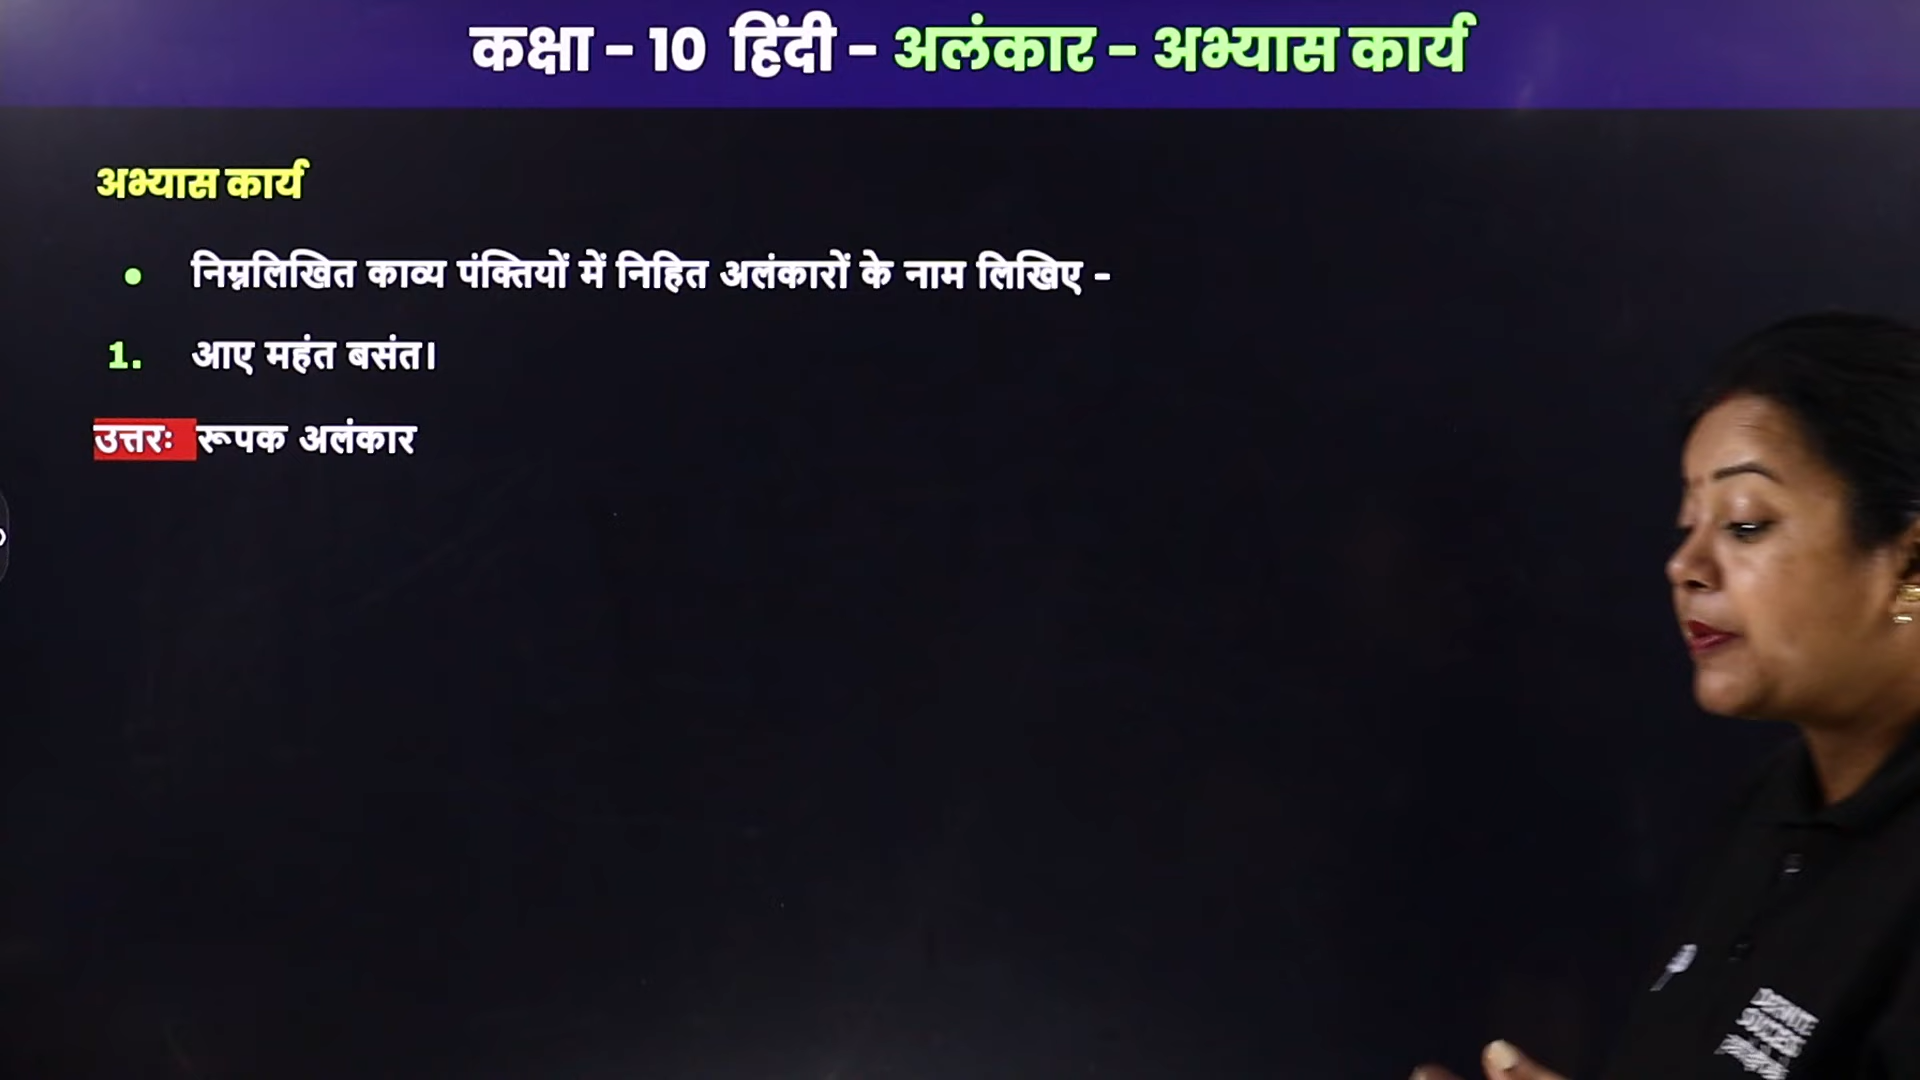 कक्षा - 10 हिंदी - अलंकार - अभ्यास कार्य
अभ्यास कार्य
• निम्नलिखित काव्य पंक्तियों में निहित अलंकारों के नाम लिखिए -
1. आए महंत बसंत।
उत्तरः रूपक अलंकार